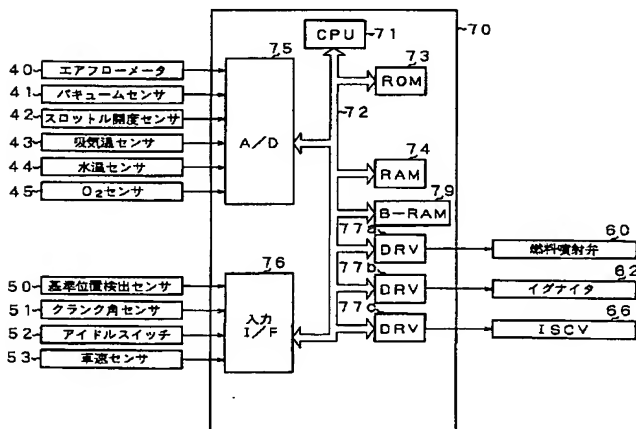 CPU 71 70
75 73
40 エアフローメータ
41 バキュームセンサ
42 スロットル開度センサ
43 吸気温センサ
44 水温センサ
45 O2センサ
A/D
ROM
72
74
RAM
79
B-RAM
77a 60
DRV 燃料噴射弁
76 77b 62
50 基準位置検出センサ
51 クランク角センサ
52 アイドルスイッチ
53 車速センサ
入力
I/F
DRV イグナイタ
77c 66
DRV ISCV